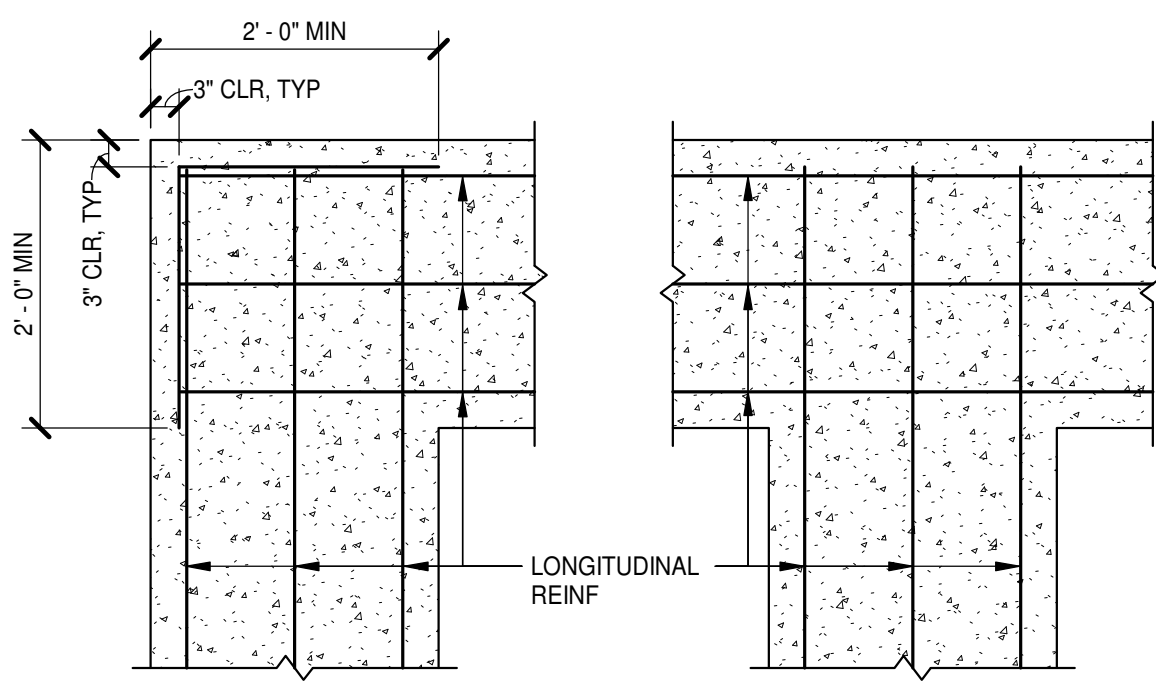 2' - 0" MIN
3" CLR, TYP
2' - 0" MIN
3" CLR, TYP
LONGITUDINAL
REINF